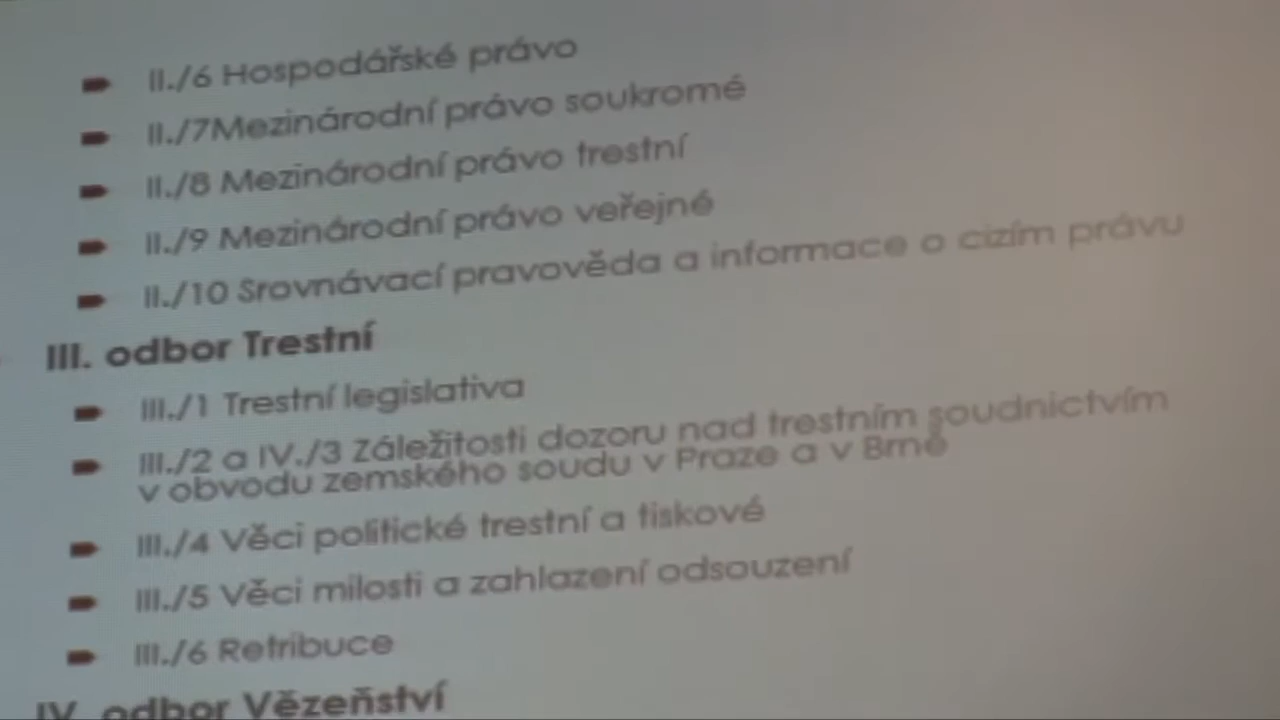 II./6 Hospodářské právo
II./7Mezinárodní právo soukromé
II./8 Mezinárodní právo trestní
II./9 Mezinárodní právo veřejné
II./10 Srovnávací pravověda a informace o cizím právu
III. odbor Trestní
III./1 Trestní legislativa
III./2 a IV./3 Záležitosti dozoru nad trestním soudnictvím
v obvodu zemského soudu v Praze a v Brně
III./4 Věci politické trestní a tiskové
III./5 Věci milosti a zahlazení odsouzení
III./6 Retribuce
IV. odbor Vězeňství